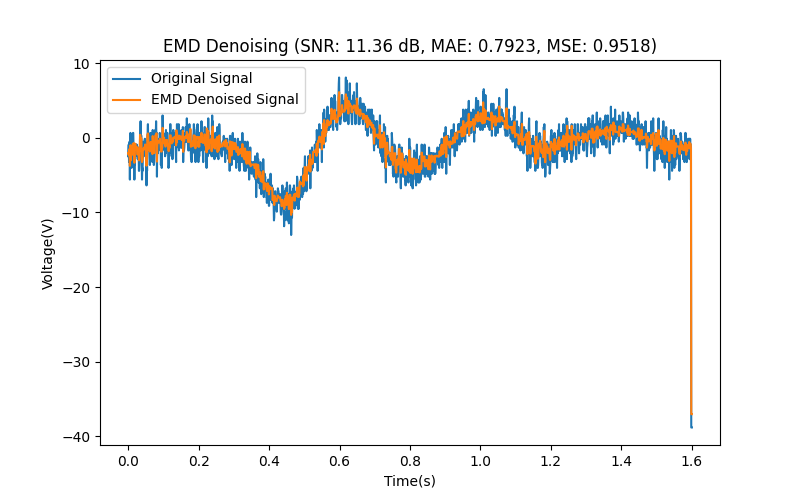 EMD Denoising (SNR: 11.36 dB, MAE: 0.7923, MSE: 0.9518)
Original Signal
EMD Denoised Signal
10
0
−10
−20
−30
−40
Voltage(V)
0.0 0.2 0.4 0.6 0.8 1.0 1.2 1.4 1.6
Time(s)